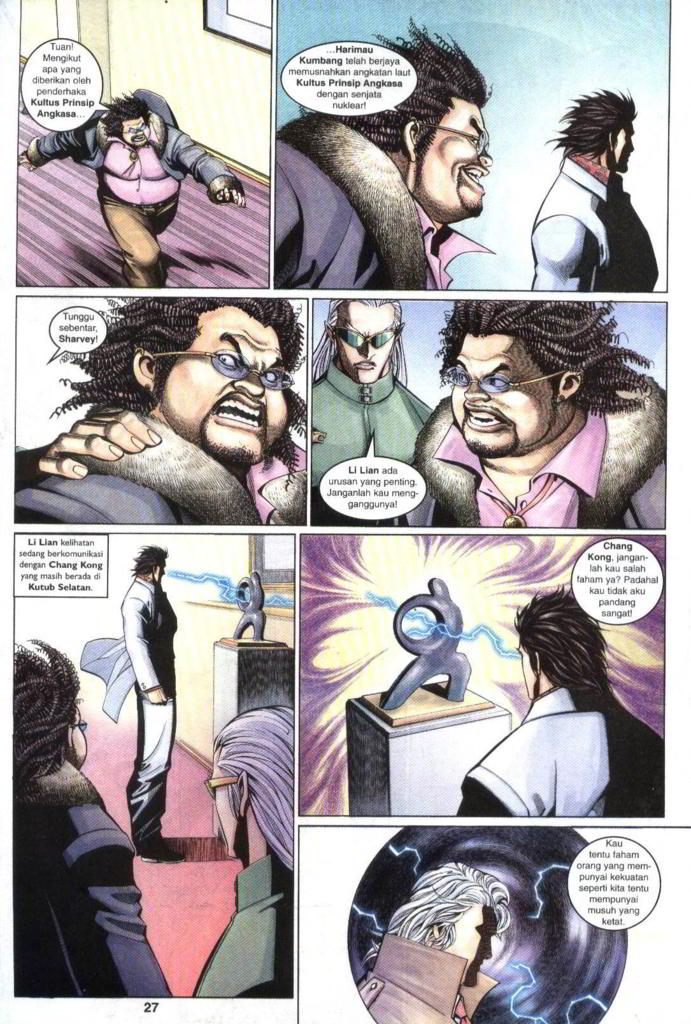 Tuan!
Mengikut
apa yang
diberikan oleh
penderhaka
Kultus Prinsip
Angkasa...
...Harimau
Kumbang telah berjaya
memusnahkan angkatan laut
Kultus Prinsip Angkasa
dengan senjata
nuklear!
Tunggu
sebentar,
Sharvey!
Li Lian ada
urusan yang penting.
Janganlah kau meng-
ganggunya!
Li Lian kelihatan
sedang berkomunikasi
dengan Chang Kong
yang masih berada di
Kutub Selatan.
Chang
Kong, jangan-
lah kau salah
faham ya? Padahal
kau tidak aku
pandang
sangat!
Kau
tentu faham
orang yang mem-
punyai kekuatan
seperti kita tentu
mempunyai
musuh yang
ketat.
27